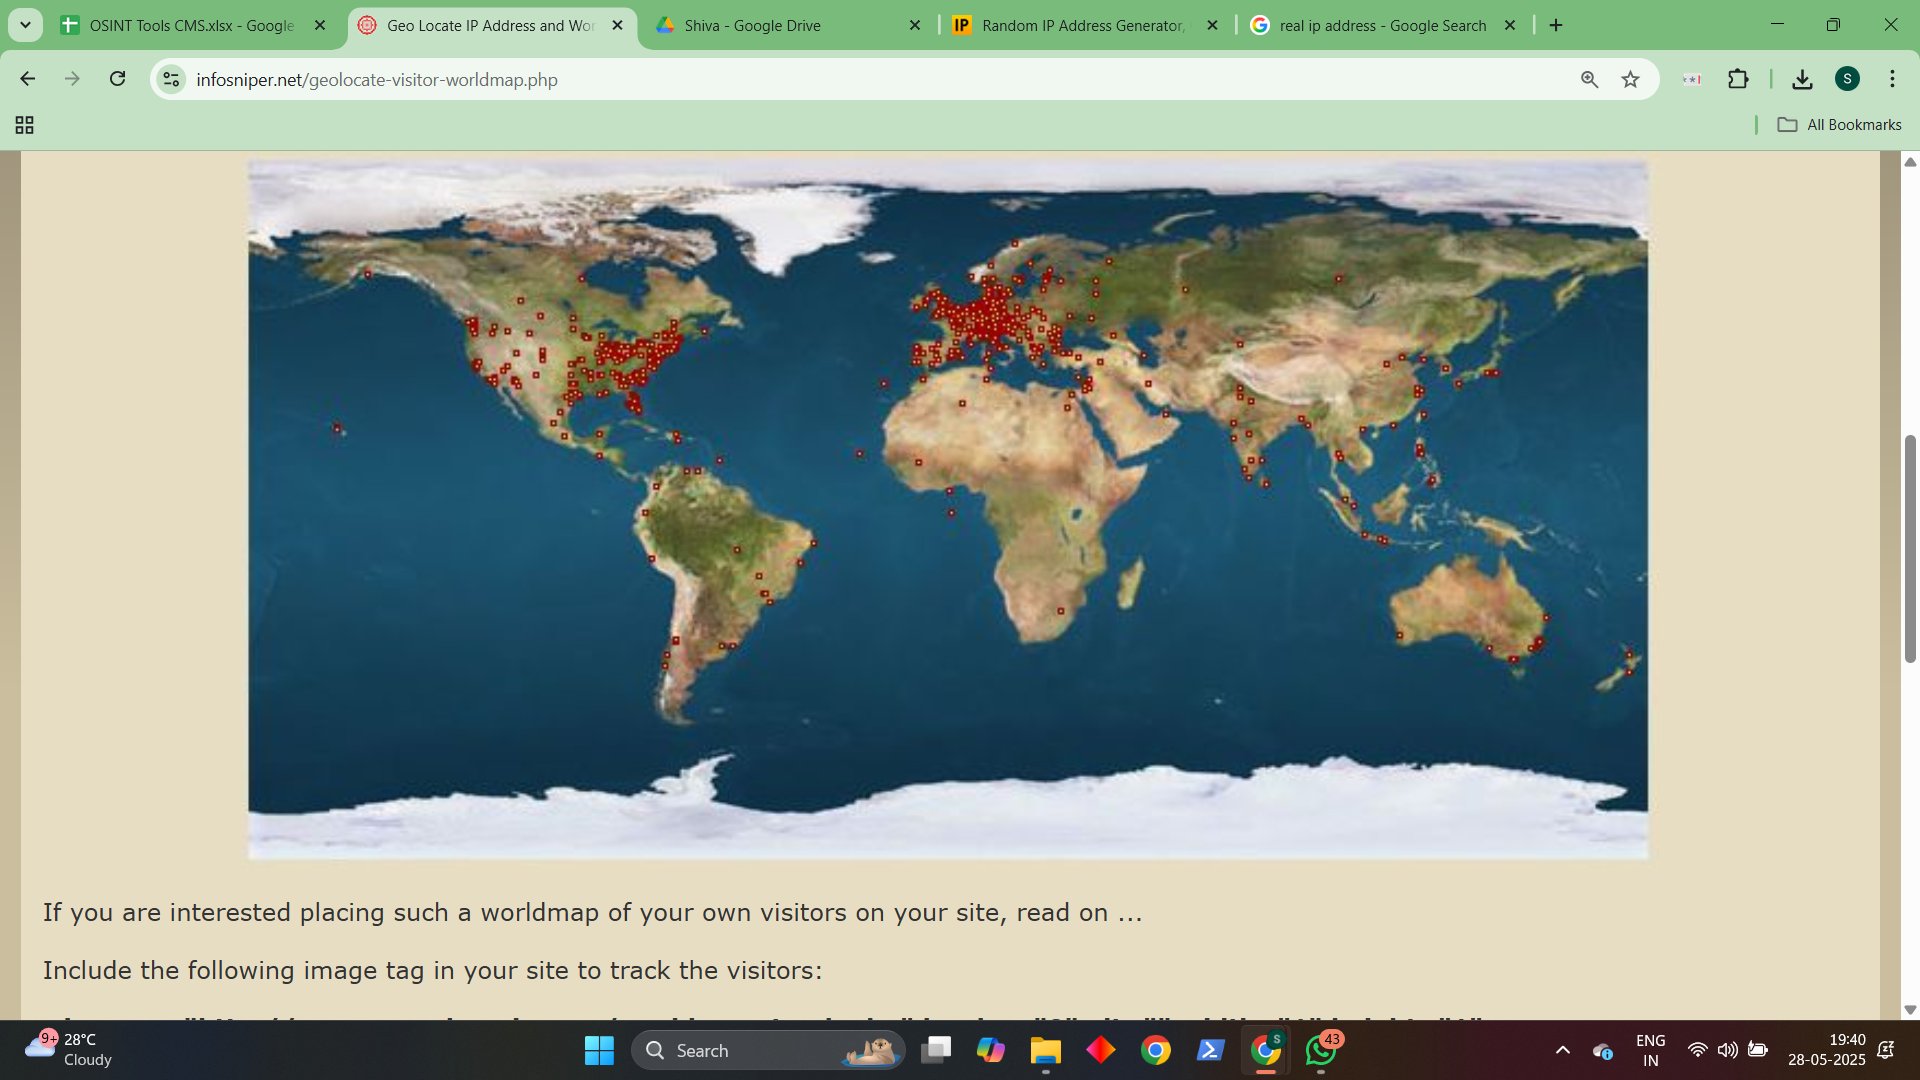 OSINT Tools CMS.xlsx - Google
Geo Locate IP Address and Wor
Shiva - Google Drive
IP
Random IP Address Generator,
real ip address - Google Search
infosniper.net/geolocate-visitor-worldmap.php
S
All Bookmarks
If you are interested placing such a worldmap of your own visitors on your site, read on ...
Include the following image tag in your site to track the visitors:
9+
28°C
Cloudy
Search
S
43
ENG
IN
19:40
28-05-2025